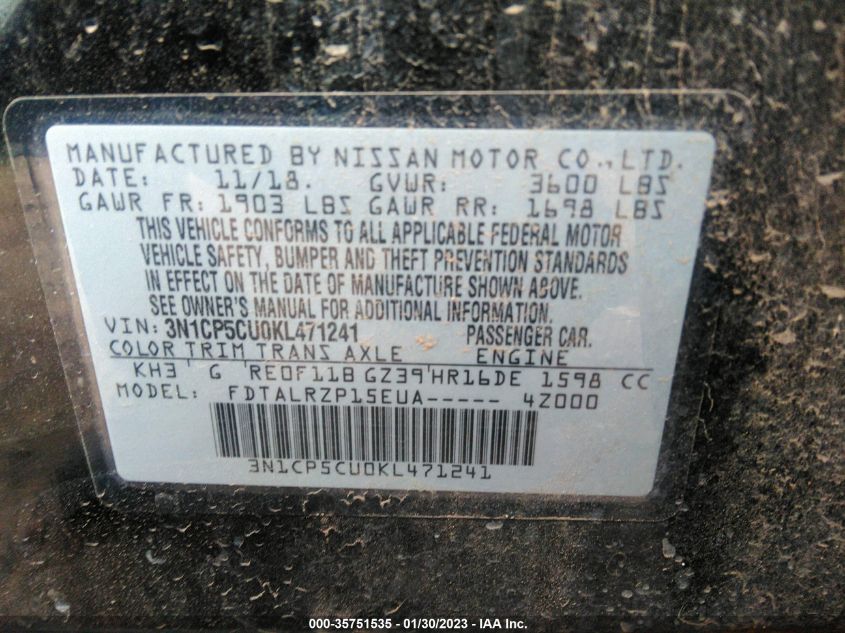 MANUFACTURED BY NISSAN MOTOR CO.,LTD.
DATE: 11/18. GVWR: 3600 LBS
GAWR FR: 1903 LBS GAWR RR: 1698 LBS
THIS VEHICLE CONFORMS TO ALL APPLICABLE FEDERAL MOTOR
VEHICLE SAFETY, BUMPER AND THEFT PREVENTION STANDARDS
IN EFFECT ON THE DATE OF MANUFACTURE SHOWN ABOVE.
SEE OWNER'S MANUAL FOR ADDITIONAL INFORMATION.
VIN: 3N1CP5CU0KL471241 PASSENGER CAR.
COLOR TRIM TRANS AXLE ENGINE
KH3 G RE0F11B GZ39 HR16DE 1598 CC
MODEL: FDTALRZP15EUA----- 4Z000
3N1CP5CU0KL471241
000-35751535 - 01/30/2023 - IAA Inc.